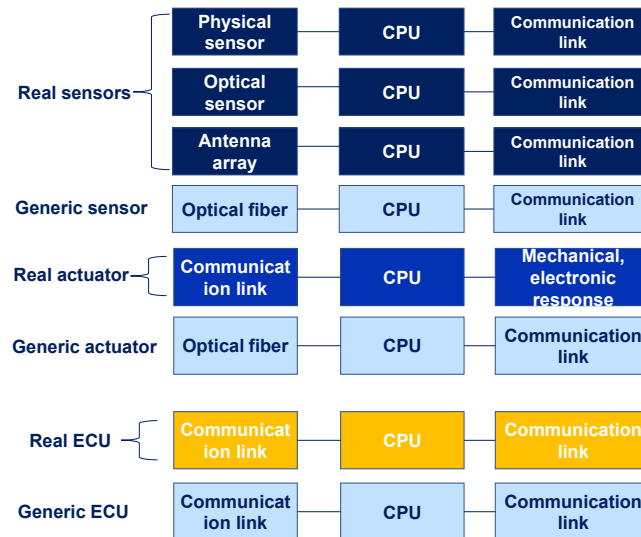 Physical
sensor
CPU
Communication
link
Real sensors
Optical
sensor
CPU
Communication
link
Antenna
array
CPU
Communication
link
Generic sensor
Optical fiber
CPU
Communication
link
Real actuator
Communicat
ion link
CPU
Mechanical,
electronic
response
Generic actuator
Optical fiber
CPU
Communication
link
Real ECU
Communicat
ion link
CPU
Communication
link
Generic ECU
Communicat
ion link
CPU
Communication
link